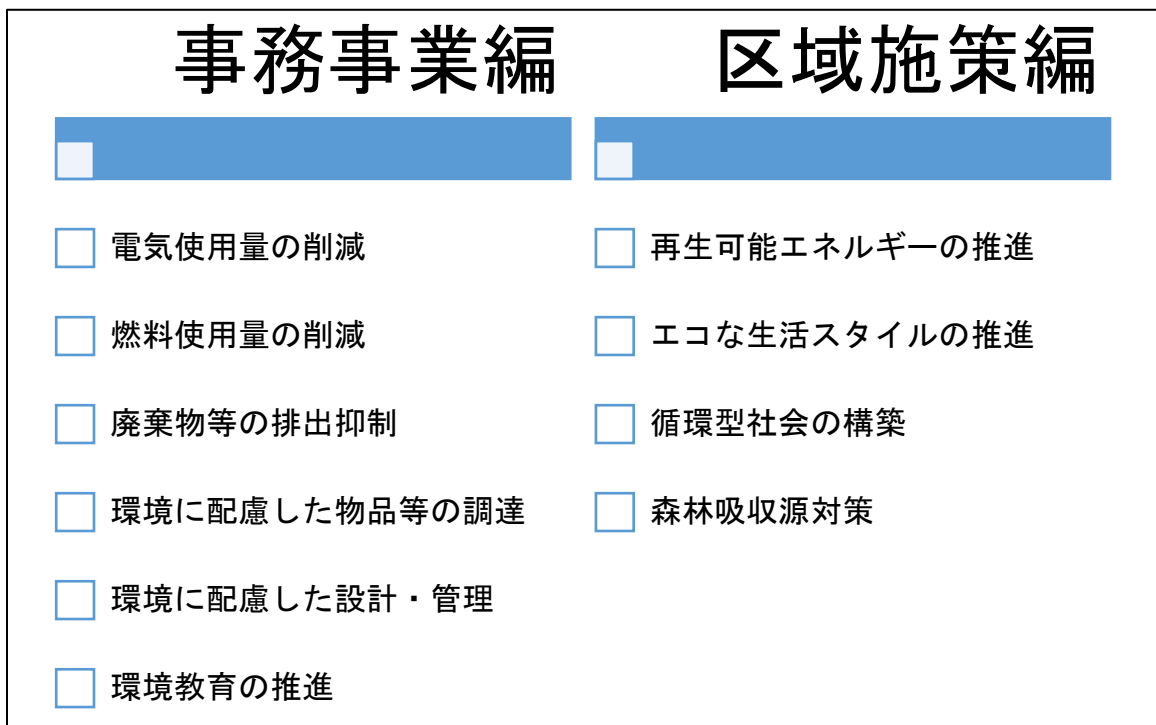 事務事業編
電気使用量の削減
燃料使用量の削減
廃棄物等の排出抑制
環境に配慮した物品等の調達
環境に配慮した設計・管理
環境教育の推進
区域施策編
再生可能エネルギーの推進
エコな生活スタイルの推進
循環型社会の構築
森林吸収源対策